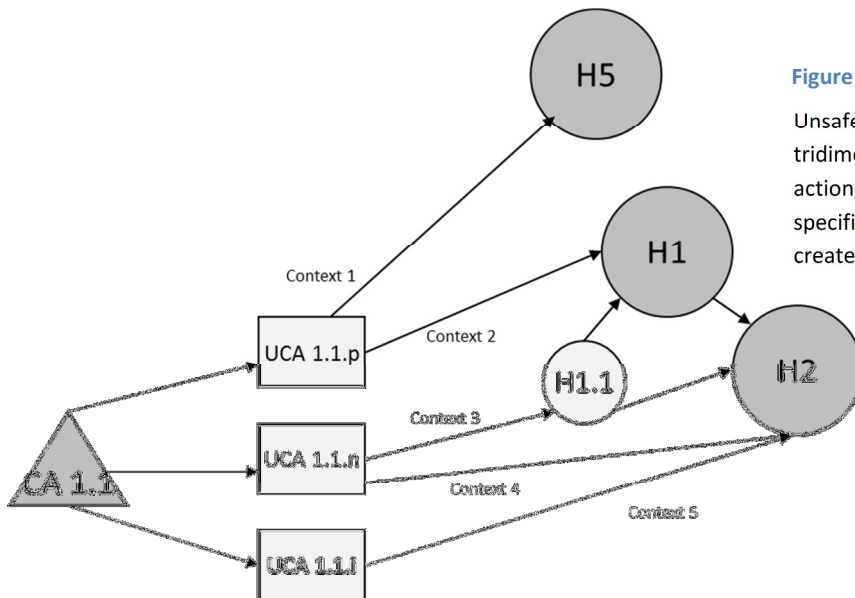 H5
Figure
Unsafe
tridime
action,
specifi
create
H1
Context 1
Context 2
UCA 1.1.p
H1.1
H2
Context 3
CA 1.1
UCA 1.1.n
Context 4
Context 5
UCA 1.1.i